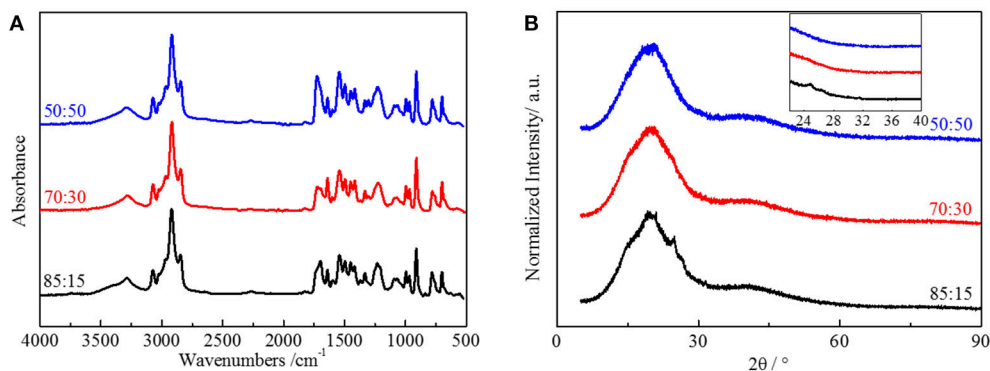 A
50:50
70:30
85:15
Absorbance
4000 3500 3000 2500 2000 1500 1000 500
Wavenumbers /cm-1
B
24 28 32 36 40
50:50
70:30
85:15
Normalized Intensity/ a.u.
0 30 60 90
2θ / °